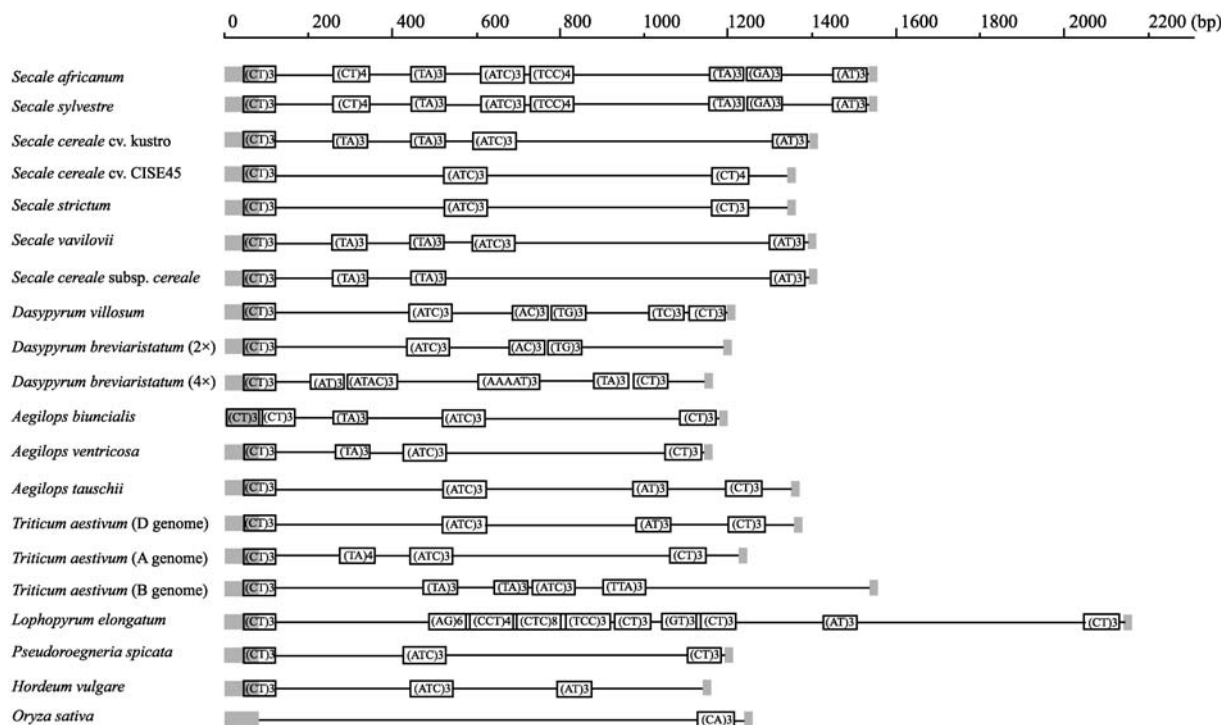 0 200 400 600 800 1000 1200 1400 1600 1800 2000 2200 (bp)
Secale africanum (CT)3 (CT)4 (TA)3 (ATC)3 (TCC)4 (TA)3 (GA)3 (AT)3
Secale sylvestre (CT)3 (CT)4 (TA)3 (ATC)3 (TCC)4 (TA)3 (GA)3 (AT)3
Secale cereale cv. kustro (CT)3 (TA)3 (TA)3 (ATC)3 (AT)3
Secale cereale cv. CISE45 (CT)3 (ATC)3 (CT)4
Secale strictum (CT)3 (ATC)3 (CT)3
Secale vavilovii (CT)3 (TA)3 (TA)3 (ATC)3 (AT)3
Secale cereale subsp. cereale (CT)3 (TA)3 (TA)3 (AT)3
Dasypyrum villosum (CT)3 (ATC)3 (AC)3 (TG)3 (TC)3 (CT)3
Dasypyrum breviaristatum (2×) (CT)3 (ATC)3 (AC)3 (TG)3
Dasypyrum breviaristatum (4×) (CT)3 (AT)3 (ATAC)3 (AAAT)3 (TA)3 (CT)3
Aegilops biuncialis (CT)3 (CT)3 (TA)3 (ATC)3 (CT)3
Aegilops ventricosa (CT)3 (TA)3 (ATC)3 (CT)3
Aegilops tauschii (CT)3 (ATC)3 (AT)3 (CT)3
Triticum aestivum (D genome) (CT)3 (ATC)3 (AT)3 (CT)3
Triticum aestivum (A genome) (CT)3 (TA)4 (ATC)3 (CT)3
Triticum aestivum (B genome) (CT)3 (TA)3 (TA)3 (ATC)3 (TTA)3
Lophopyrum elongatum (CT)3 (AG)6 (CCT)4 (CTC)8 (TCC)3 (CT)3 (GT)3 (CT)3 (AT)3 (CT)3
Pseudoroegneria spicata (CT)3 (ATC)3 (CT)3
Hordeum vulgare (CT)3 (ATC)3 (AT)3
Oryza sativa (CA)3